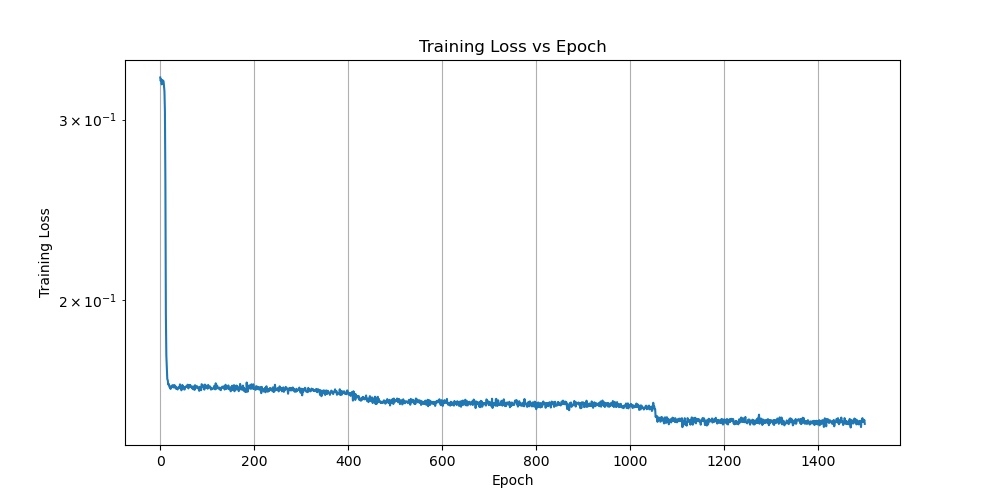 Training Loss vs Epoch
3 × 10⁻¹
2 × 10⁻¹
Training Loss
0 200 400 600 800 1000 1200 1400
Epoch